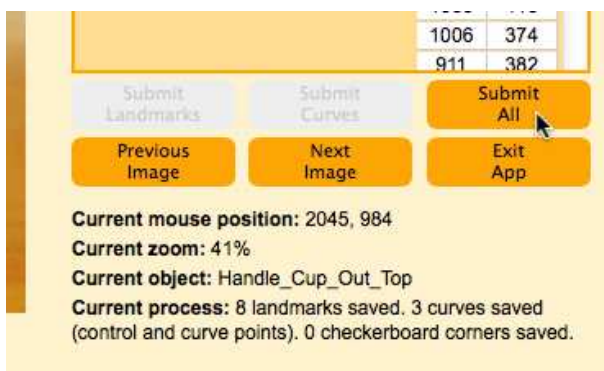 1006 374
911 382
Submit Landmarks
Submit Curves
Submit All
Previous Image
Next Image
Exit App
Current mouse position: 2045, 984
Current zoom: 41%
Current object: Handle_Cup_Out_Top
Current process: 8 landmarks saved. 3 curves saved
(control and curve points). 0 checkerboard corners saved.